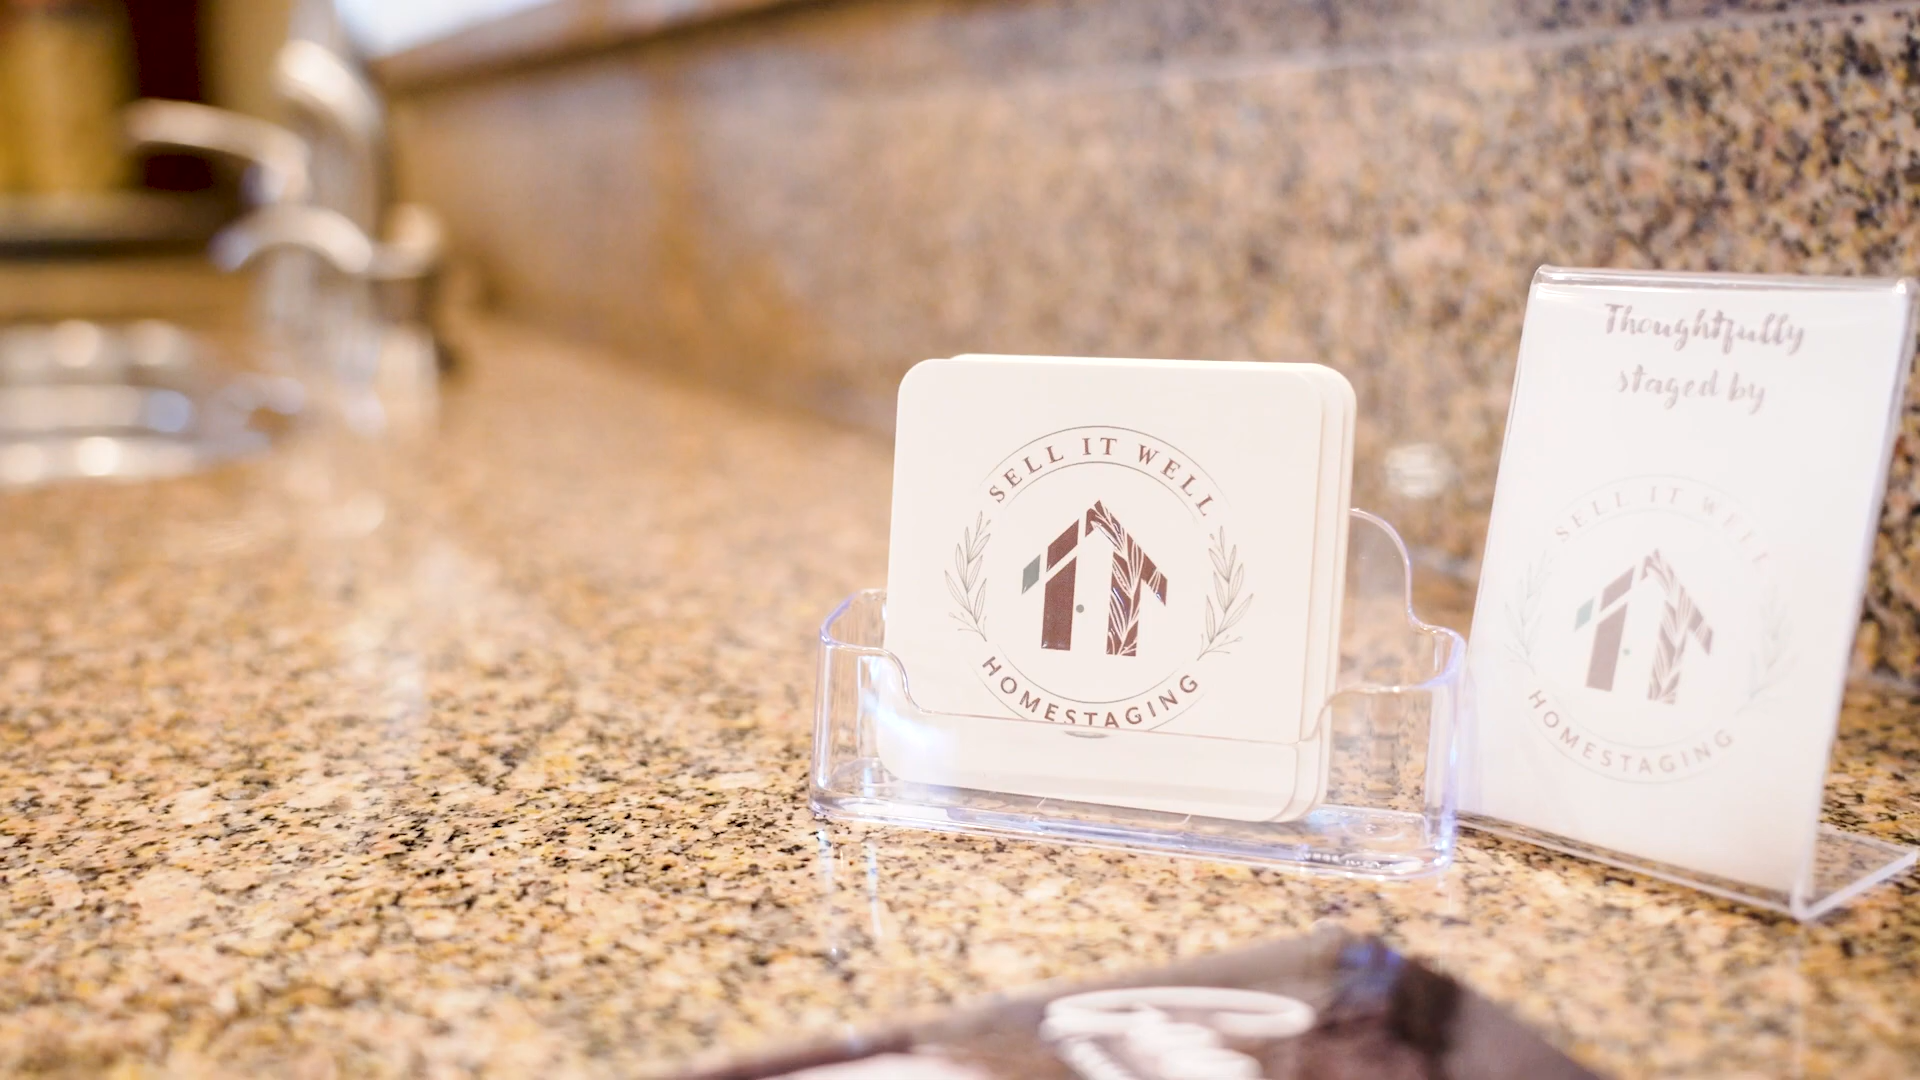 SELL IT WELL
HOMESTAGING
Thoughtfully
staged by
SELL IT WELL
HOMESTAGING